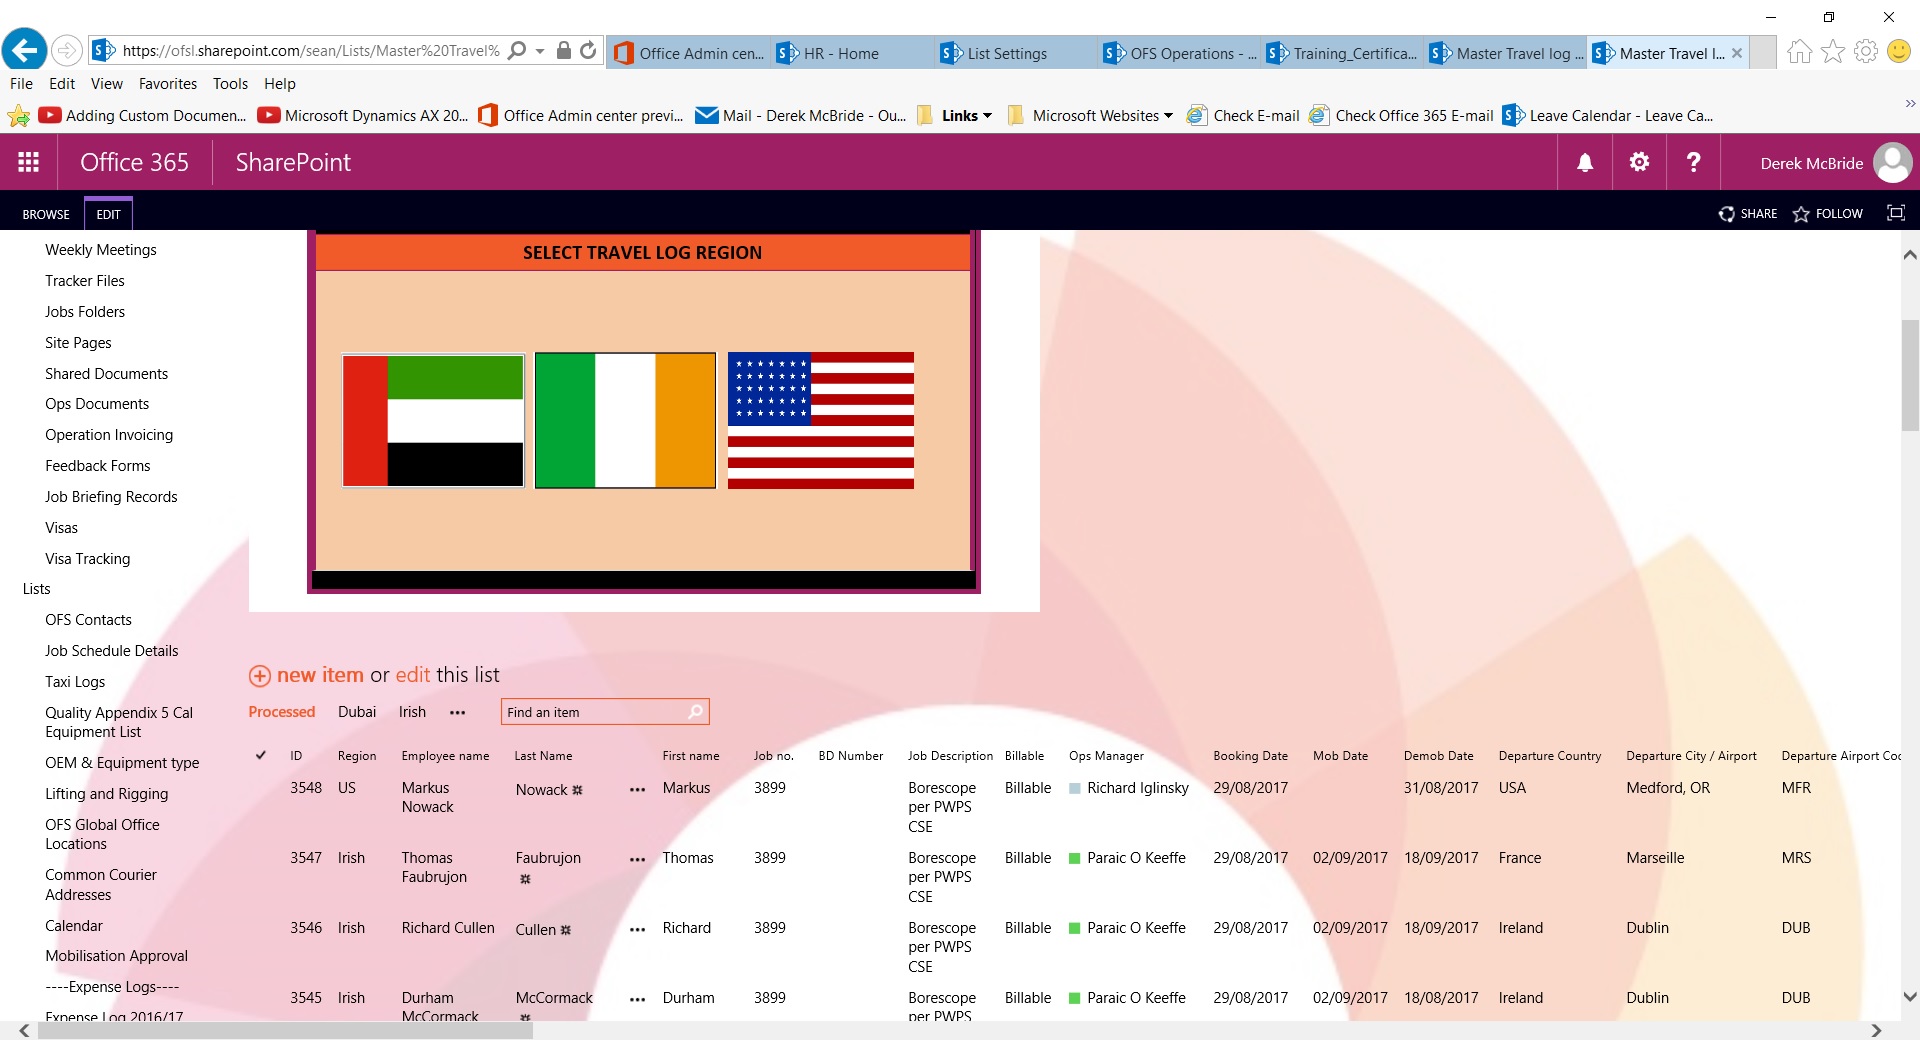 https://ofsl.sharepoint.com/sean/Lists/Master%20Travel%
Office Admin cen...
HR - Home
List Settings
OFS Operations - ...
Training_Certifica...
Master Travel log ...
Master Travel l...
File Edit View Favorites Tools Help
Adding Custom Documen...
Microsoft Dynamics AX 20...
Office Admin center previ...
Mail - Derek McBride - Ou...
Links
Microsoft Websites
Check E-mail
Check Office 365 E-mail
Leave Calendar - Leave Ca...
Office 365
SharePoint
Derek McBride
BROWSE
EDIT
SHARE
FOLLOW
Weekly Meetings
Tracker Files
Jobs Folders
Site Pages
Shared Documents
Ops Documents
Operation Invoicing
Feedback Forms
Job Briefing Records
Visas
Visa Tracking
Lists
OFS Contacts
Job Schedule Details
Taxi Logs
Quality Appendix 5 Cal
Equipment List
OEM & Equipment type
Lifting and Rigging
OFS Global Office
Locations
Common Courier
Addresses
Calendar
Mobilisation Approval
----Expense Logs----
Expense Log 2016/17
SELECT TRAVEL LOG REGION
new item or edit this list
Processed Dubai Irish ...
Find an item
ID Region Employee name Last Name First name Job no. BD Number Job Description Billable Ops Manager Booking Date Mob Date Demob Date Departure Country Departure City / Airport Departure Airport Coc
3548 US Markus Nowack ... Markus 3899 Borescope Billable Richard Iglinsky 29/08/2017 31/08/2017 USA Medford, OR MFR
Nowack per PWPS
CSE
3547 Irish Thomas Faubrujon ... Thomas 3899 Borescope Billable Paraic O Keeffe 29/08/2017 02/09/2017 18/09/2017 France Marseille MRS
Faubrujon per PWPS
CSE
3546 Irish Richard Cullen Cullen ... Richard 3899 Borescope Billable Paraic O Keeffe 29/08/2017 02/09/2017 18/09/2017 Ireland Dublin DUB
per PWPS
CSE
3545 Irish Durham McCormack ... Durham 3899 Borescope Billable Paraic O Keeffe 29/08/2017 02/09/2017 18/08/2017 Ireland Dublin DUB
McCormack per PWPS